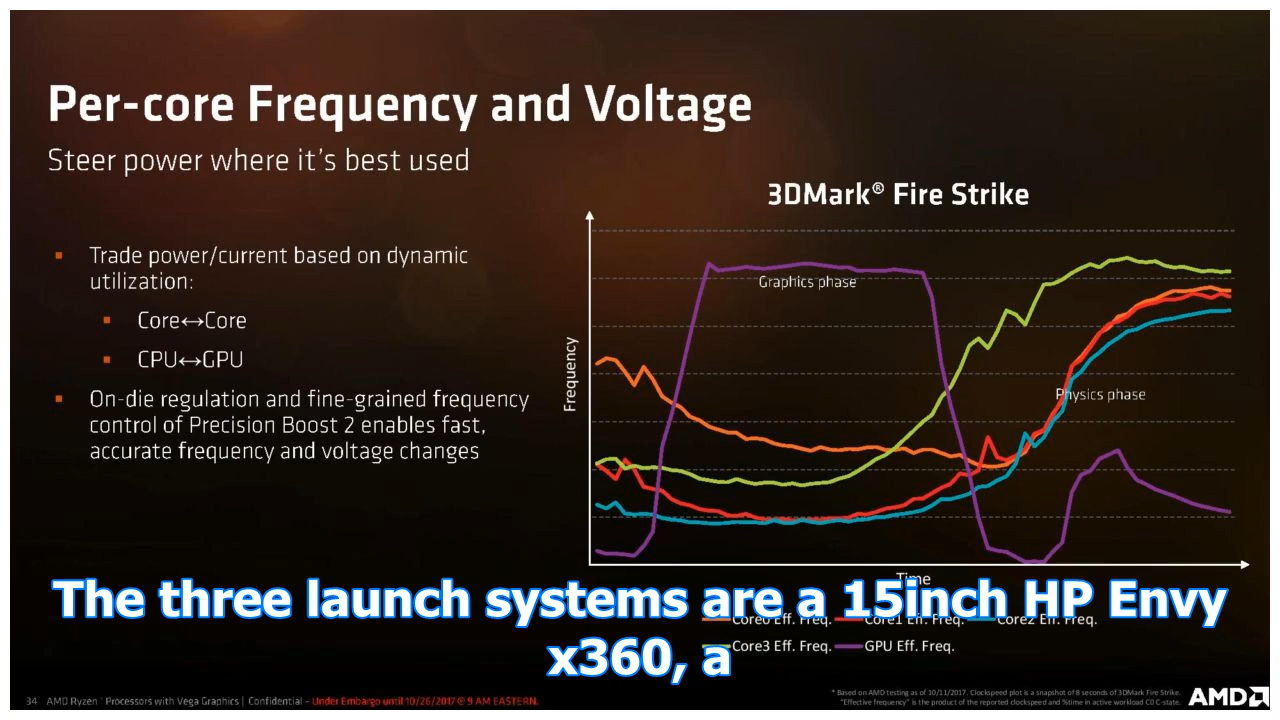 Per-core Frequency and Voltage
Steer power where it's best used
3DMark® Fire Strike
▪ Trade power/current based on dynamic
utilization:
▪ Core↔Core
▪ CPU↔GPU
▪ On-die regulation and fine-grained frequency
control of Precision Boost 2 enables fast,
accurate frequency and voltage changes
Frequency
Graphics phase
Physics phase
Time
The three launch systems are a 15inch HP Envy
x360, a
Core0 Eff. Freq. Core1 Eff. Freq. Core2 Eff. Freq.
Core3 Eff. Freq. GPU Eff. Freq.
34 AMD Ryzen™ Processors with Vega Graphics | Confidential – Under Embargo until 10/26/2017 @ 9 AM EASTERN.
* Based on AMD testing as of 10/11/2017. Clockspeed plot is a snapshot of 8 seconds of 3DMark Fire Strike.
"Effective frequency" is the product of the reported clockspeed and %time in active workload C0 C-state.
AMD